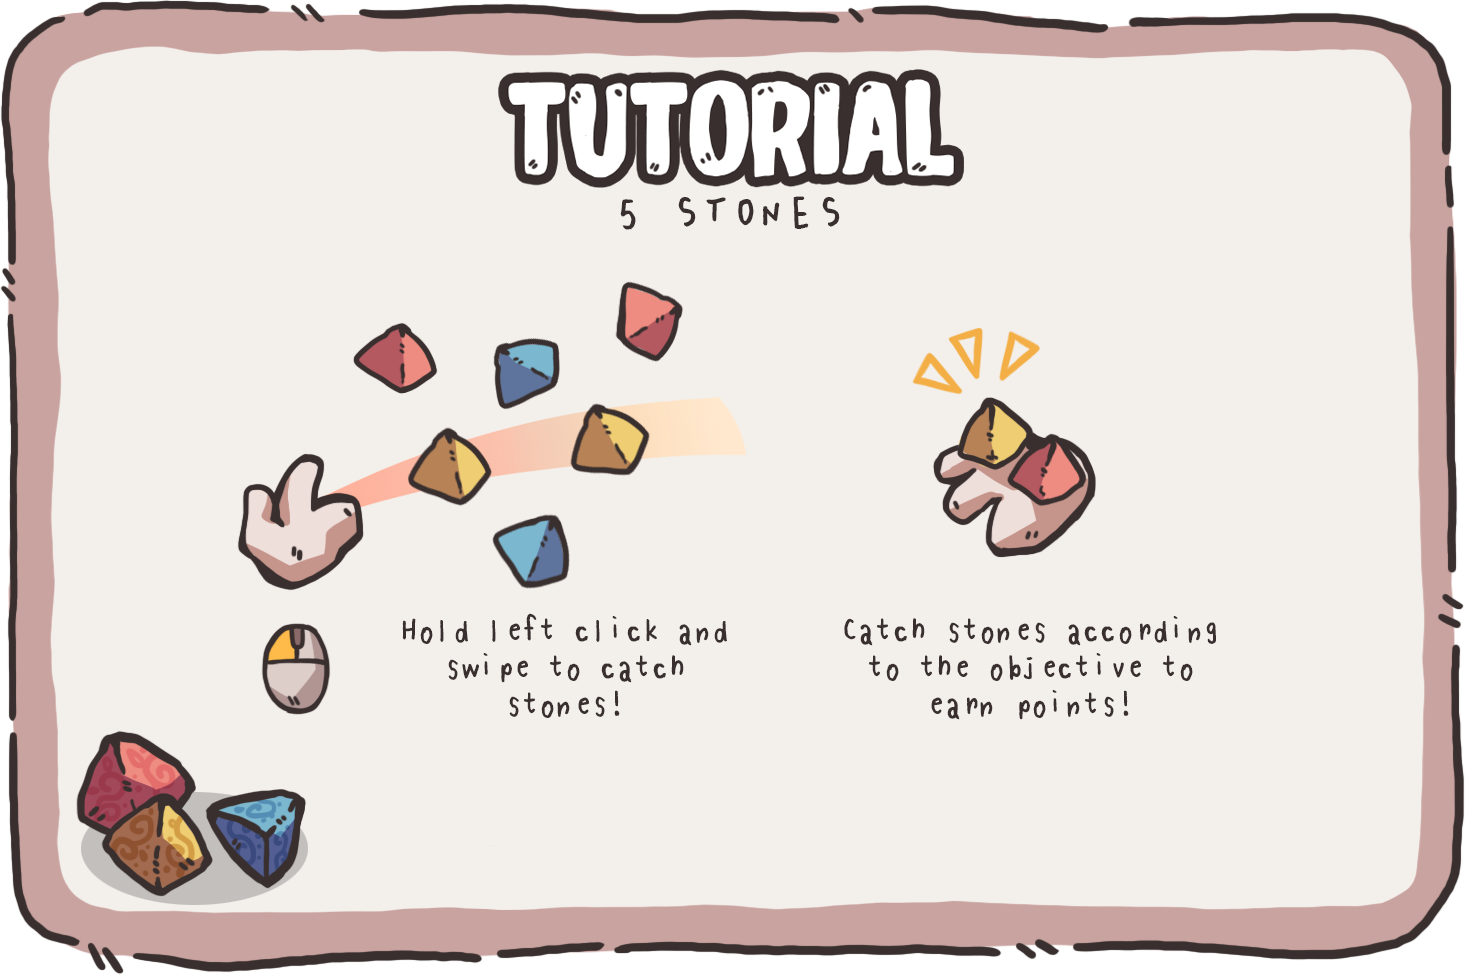 TUTORIAL
5 STONES
Hold left click and
swipe to catch
stones!
Catch stones according
to the objective to
earn points!